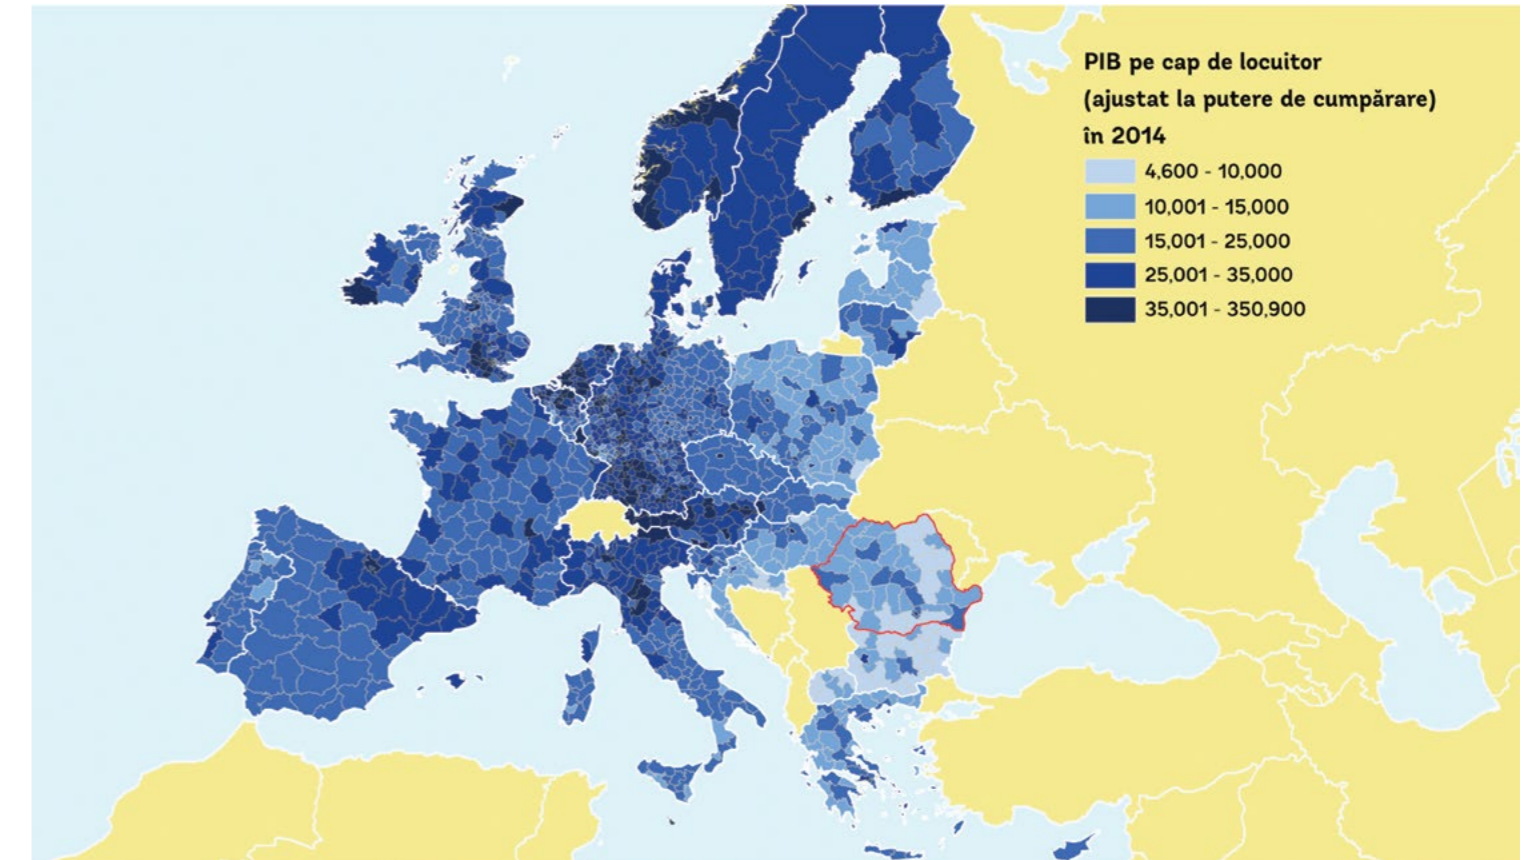 PIB pe cap de locuitor
(ajustat la putere de cumpărare)
în 2014
4,600 - 10,000
10,001 - 15,000
15,001 - 25,000
25,001 - 35,000
35,001 - 350,900